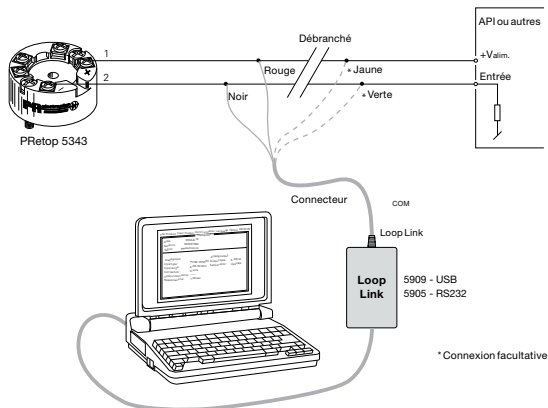 API ou autres
Débranché
1
+Valim.
Rouge
* Jaune
2
Entrée
Noir
* Verte
PRetop 5343
Connecteur
COM
Loop Link
Loop
Link
5909 - USB
5905 - RS232
* Connexion facultative